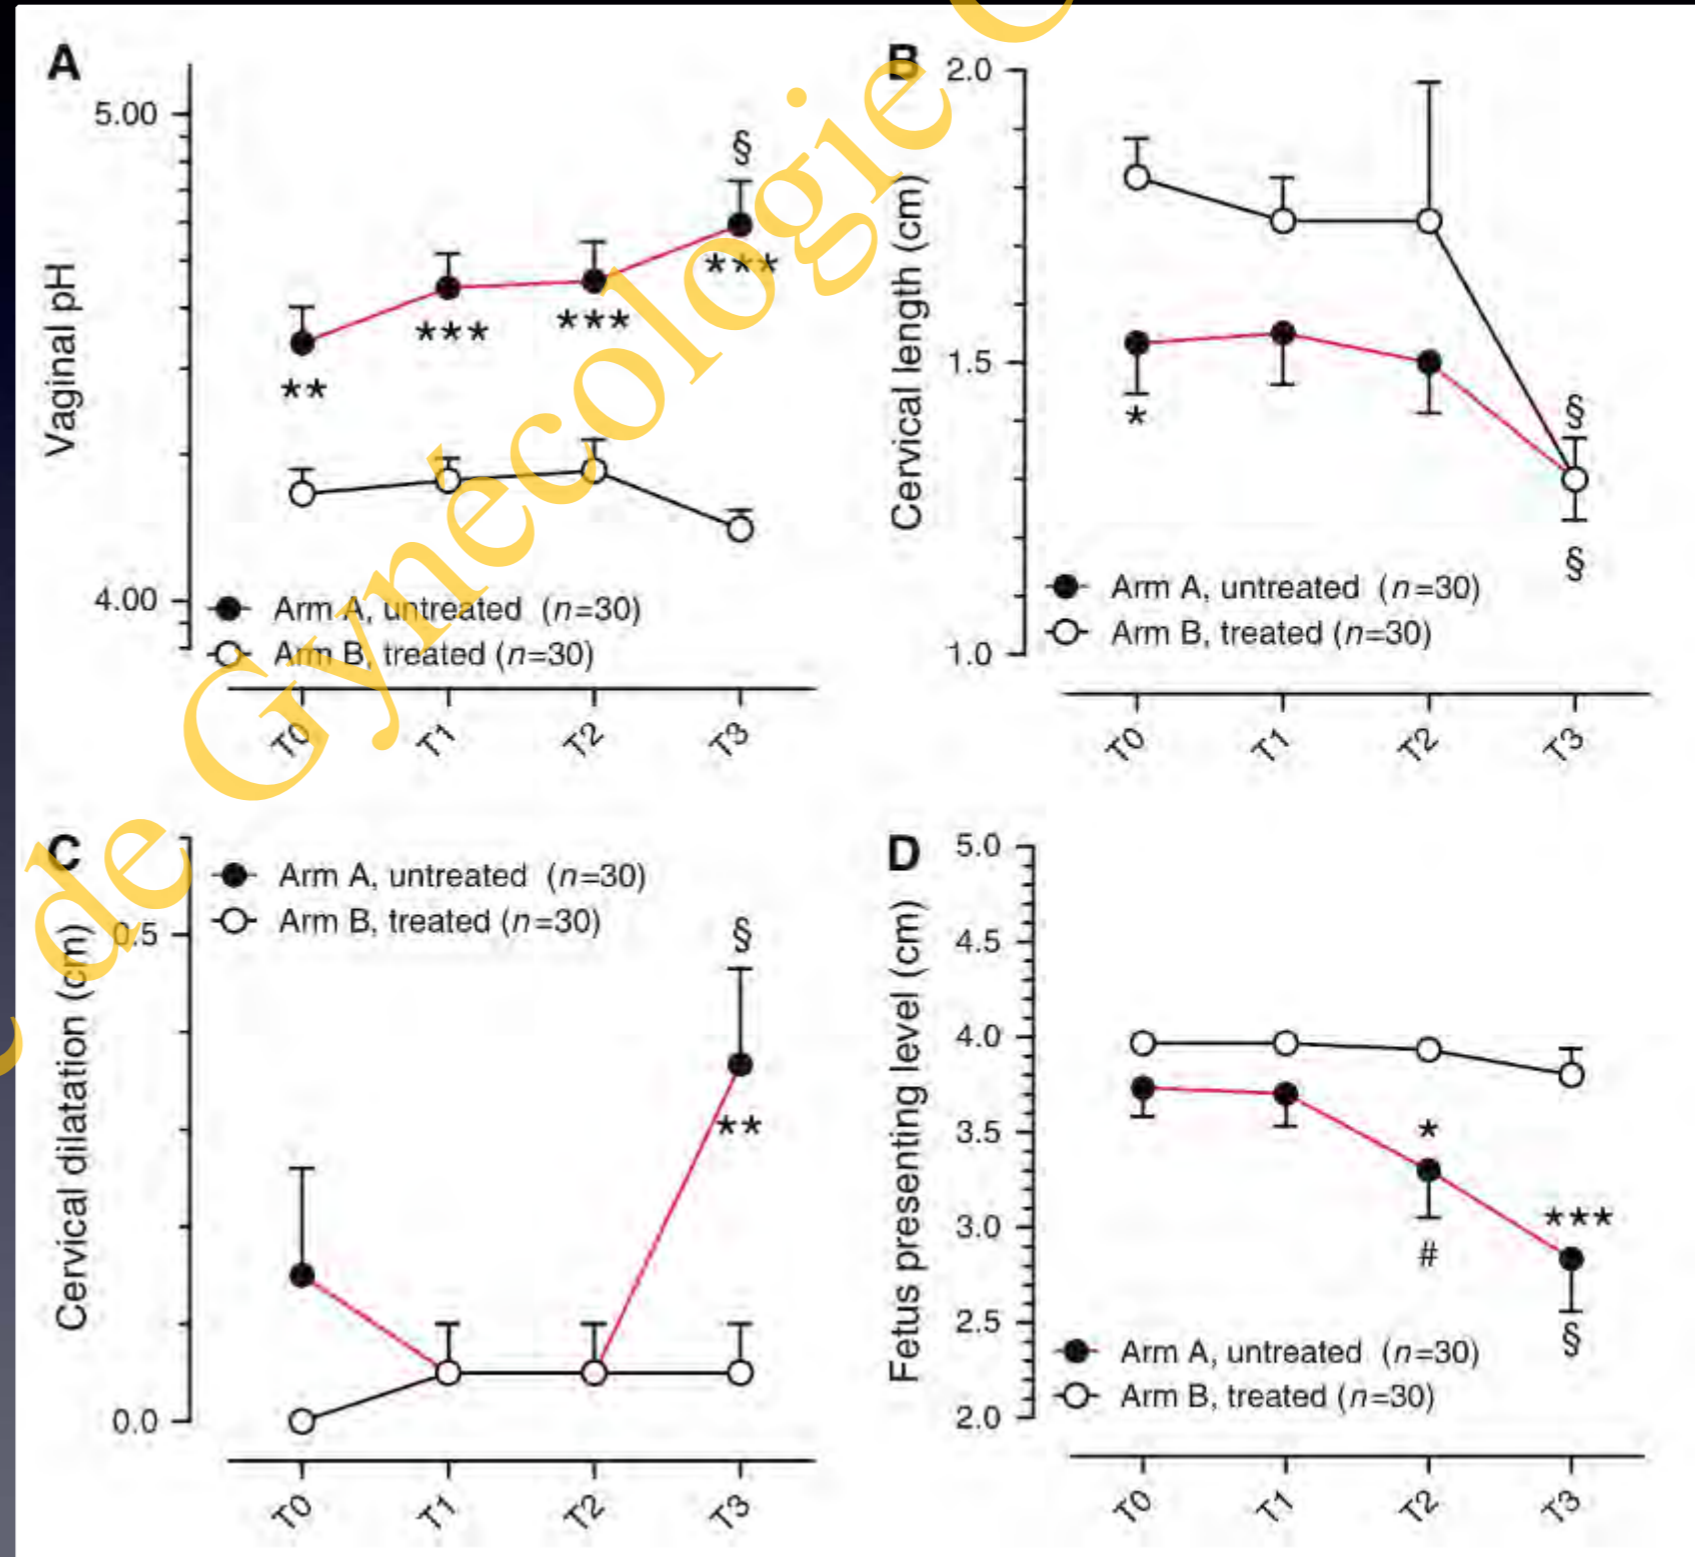 A
Vaginal pH
5.00
4.00
§
**
***
***
***
Arm A, untreated (n=30)
Arm B, treated (n=30)
T0 T1 T2 T3
B
Cervical length (cm)
2.0
1.5
1.0
*
§
§
Arm A, untreated (n=30)
Arm B, treated (n=30)
T0 T1 T2 T3
C
Cervical dilatation (cm)
0.5
0.0
Arm A, untreated (n=30)
Arm B, treated (n=30)
§
**
T0 T1 T2 T3
D
Fetus presenting level (cm)
5.0
4.5
4.0
3.5
3.0
2.5
2.0
*
#
***
§
Arm A, untreated (n=30)
Arm B, treated (n=30)
T0 T1 T2 T3
de Gynecologie